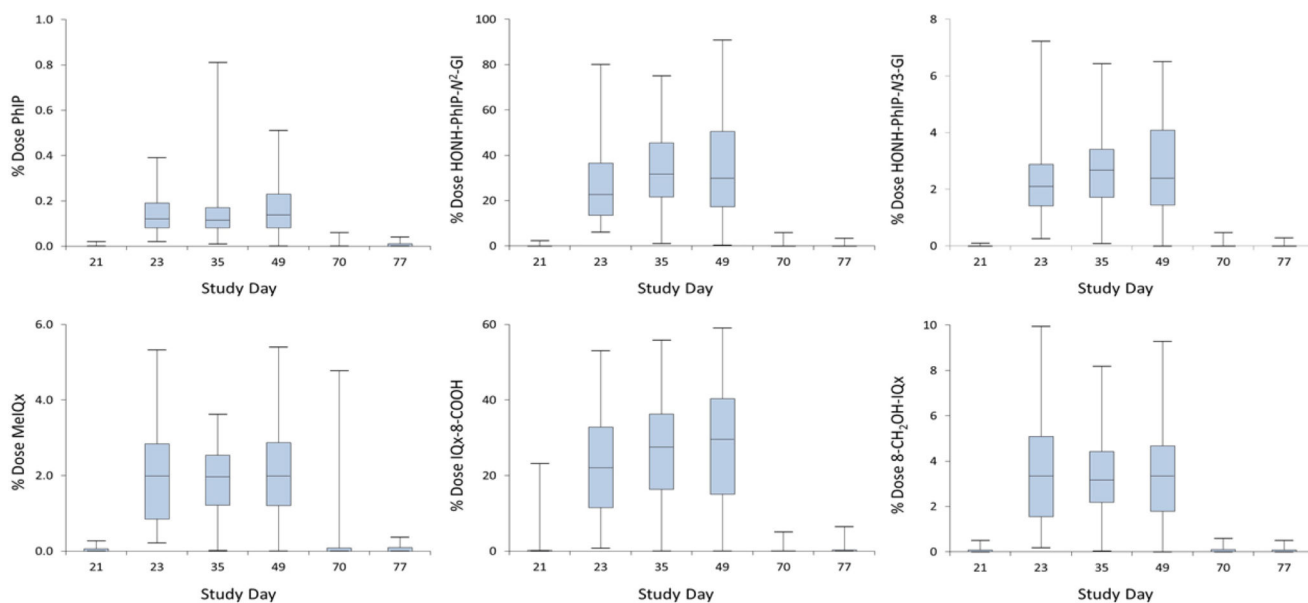 % Dose PhIP
1.0
0.8
0.6
0.4
0.2
0.0
21 23 35 49 70 77
Study Day
% Dose HONH-PhIP-N²-Gl
100
80
60
40
20
0
21 23 35 49 70 77
Study Day
% Dose HONH-PhIP-N3-Gl
8
6
4
2
0
21 23 35 49 70 77
Study Day
% Dose MeIQx
6.0
4.0
2.0
0.0
21 23 35 49 70 77
Study Day
% Dose IQx-8-COOH
60
40
20
0
21 23 35 49 70 77
Study Day
% Dose 8-CH₂OH-IQx
10
8
6
4
2
0
21 23 35 49 70 77
Study Day